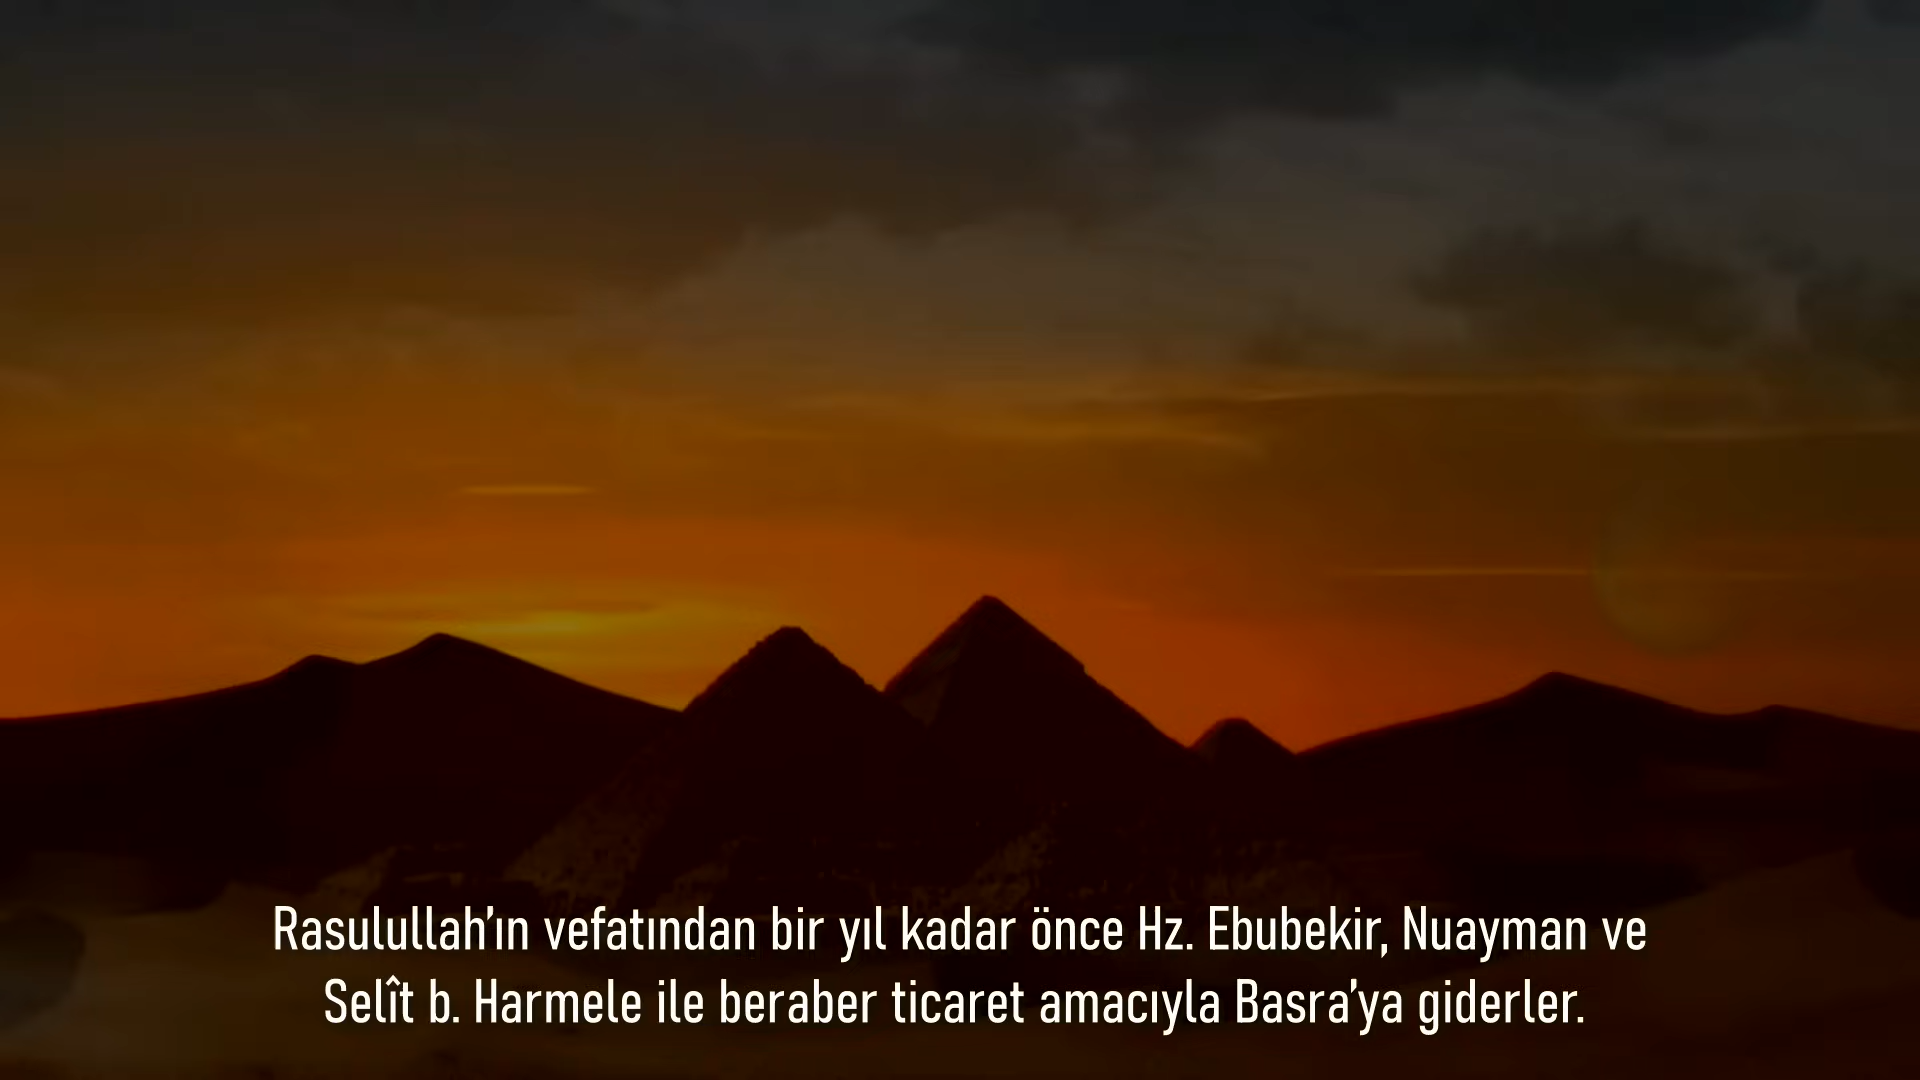 Rasulullah’ın vefatından bir yıl kadar önce Hz. Ebubekir, Nuayman ve
Selît b. Harmele ile beraber ticaret amacıyla Basra’ya giderler.